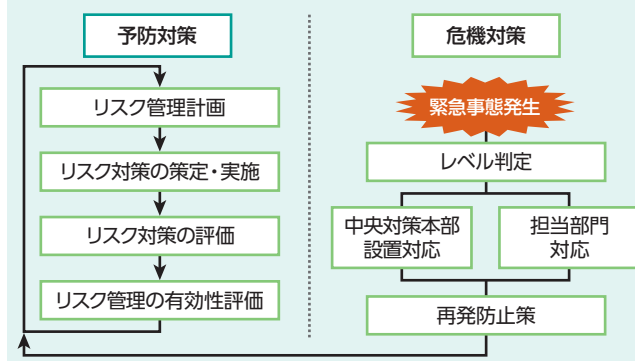 予防対策
リスク管理計画
リスク対策の策定・実施
リスク対策の評価
リスク管理の有効性評価
危機対策
緊急事態発生
レベル判定
中央対策本部
設置対応
担当部門
対応
再発防止策